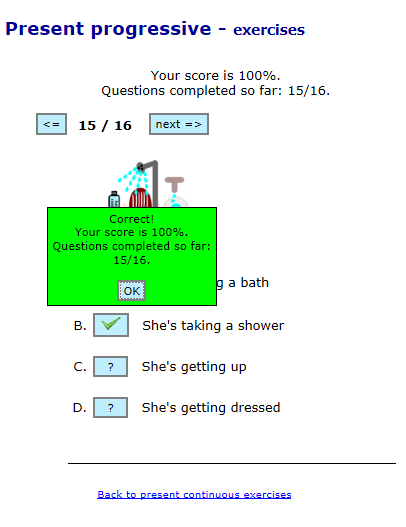 Present progressive - exercises
Your score is 100%.
Questions completed so far: 15/16.
<= 15 / 16 next =>
Correct!
Your score is 100%.
Questions completed so far:
15/16.
OK
g a bath
B. She's taking a shower
C. ? She's getting up
D. ? She's getting dressed
Back to present continuous exercises